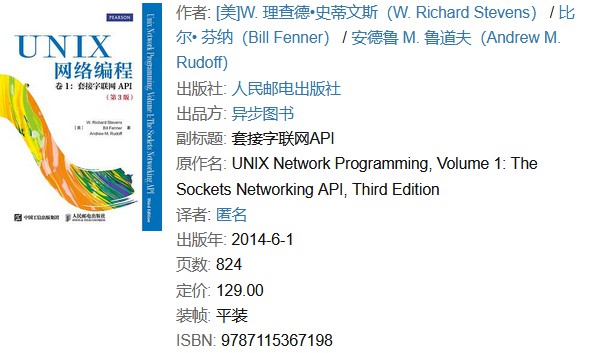 PEARSON
UNIX
网络编程
卷1：套接字联网API
（第3版）
W. Richard Stevens
[美] Bill Fenner 著
Andrew M. Rudoff
中国工信出版集团
人民邮电出版社
POSTS & TELECOM PRESS
Unix Network Programming, Volume 1: The Sockets Networking API
Third Edition
作者: [美]W. 理查德•史蒂文斯（W. Richard Stevens） / 比
尔• 芬纳（Bill Fenner） / 安德鲁 M. 鲁道夫（Andrew M.
Rudoff）
出版社: 人民邮电出版社
出品方: 异步图书
副标题: 套接字联网API
原作名: UNIX Network Programming, Volume 1: The
Sockets Networking API, Third Edition
译者: 匿名
出版年: 2014-6-1
页数: 824
定价: 129.00
装帧: 平装
ISBN: 9787115367198